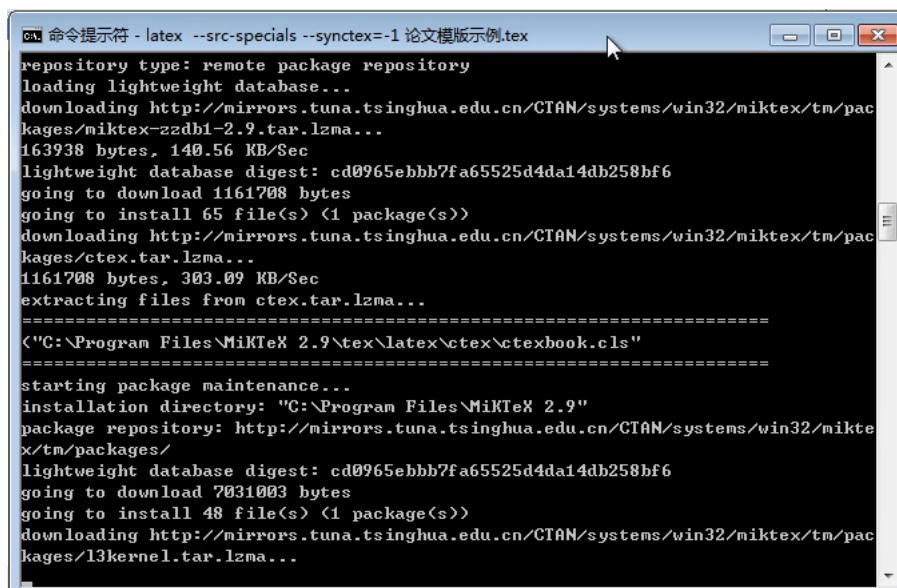 命令提示符 - latex --src-specials --synctex=-1 论文模版示例.tex
repository type: remote package repository
loading lightweight database...
downloading http://mirrors.tuna.tsinghua.edu.cn/CTAN/systems/win32/miktex/tm/pac
kages/miktex-zzdb1-2.9.tar.lzma...
163938 bytes, 140.56 KB/Sec
lightweight database digest: cd0965ebbb7fa65525d4da14db258bf6
going to download 1161708 bytes
going to install 65 file(s) (1 package(s))
downloading http://mirrors.tuna.tsinghua.edu.cn/CTAN/systems/win32/miktex/tm/pac
kages/ctex.tar.lzma...
1161708 bytes, 303.09 KB/Sec
extracting files from ctex.tar.lzma...
======================================================================
("C:\Program Files\MiKTeX 2.9\tex\latex\ctex\ctexbook.cls"
======================================================================
starting package maintenance...
installation directory: "C:\Program Files\MiKTeX 2.9"
package repository: http://mirrors.tuna.tsinghua.edu.cn/CTAN/systems/win32/mikte
x/tm/packages/
lightweight database digest: cd0965ebbb7fa65525d4da14db258bf6
going to download 7031003 bytes
going to install 48 file(s) (1 package(s))
downloading http://mirrors.tuna.tsinghua.edu.cn/CTAN/systems/win32/miktex/tm/pac
kages/l3kernel.tar.lzma...